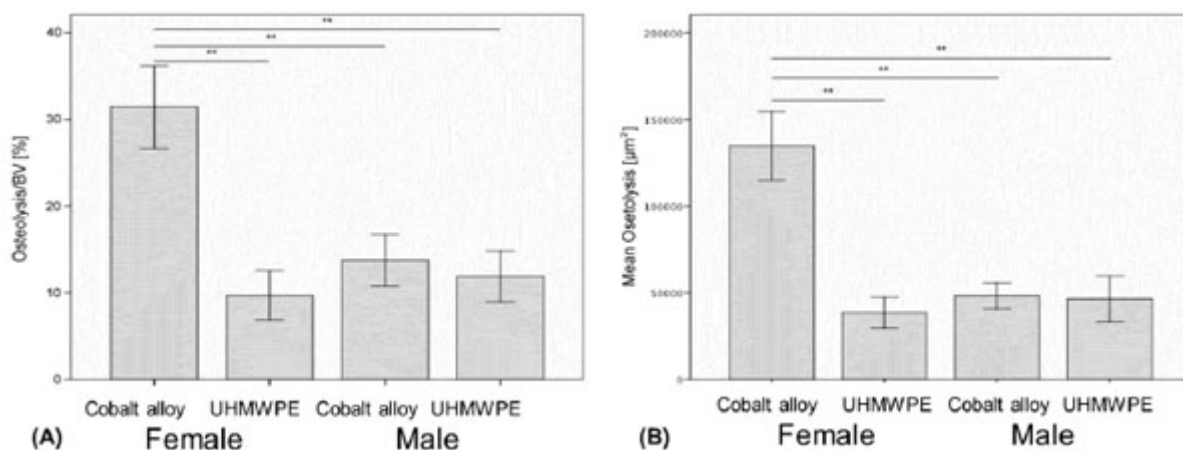 40
30
20
10
0
Osteolysis/BV [%]
**
**
**
Cobalt alloy UHMWPE Cobalt alloy UHMWPE
(A) Female Male
200000
150000
100000
50000
0
Mean Osetolysis [µm²]
**
**
**
Cobalt alloy UHMWPE Cobalt alloy UHMWPE
(B) Female Male